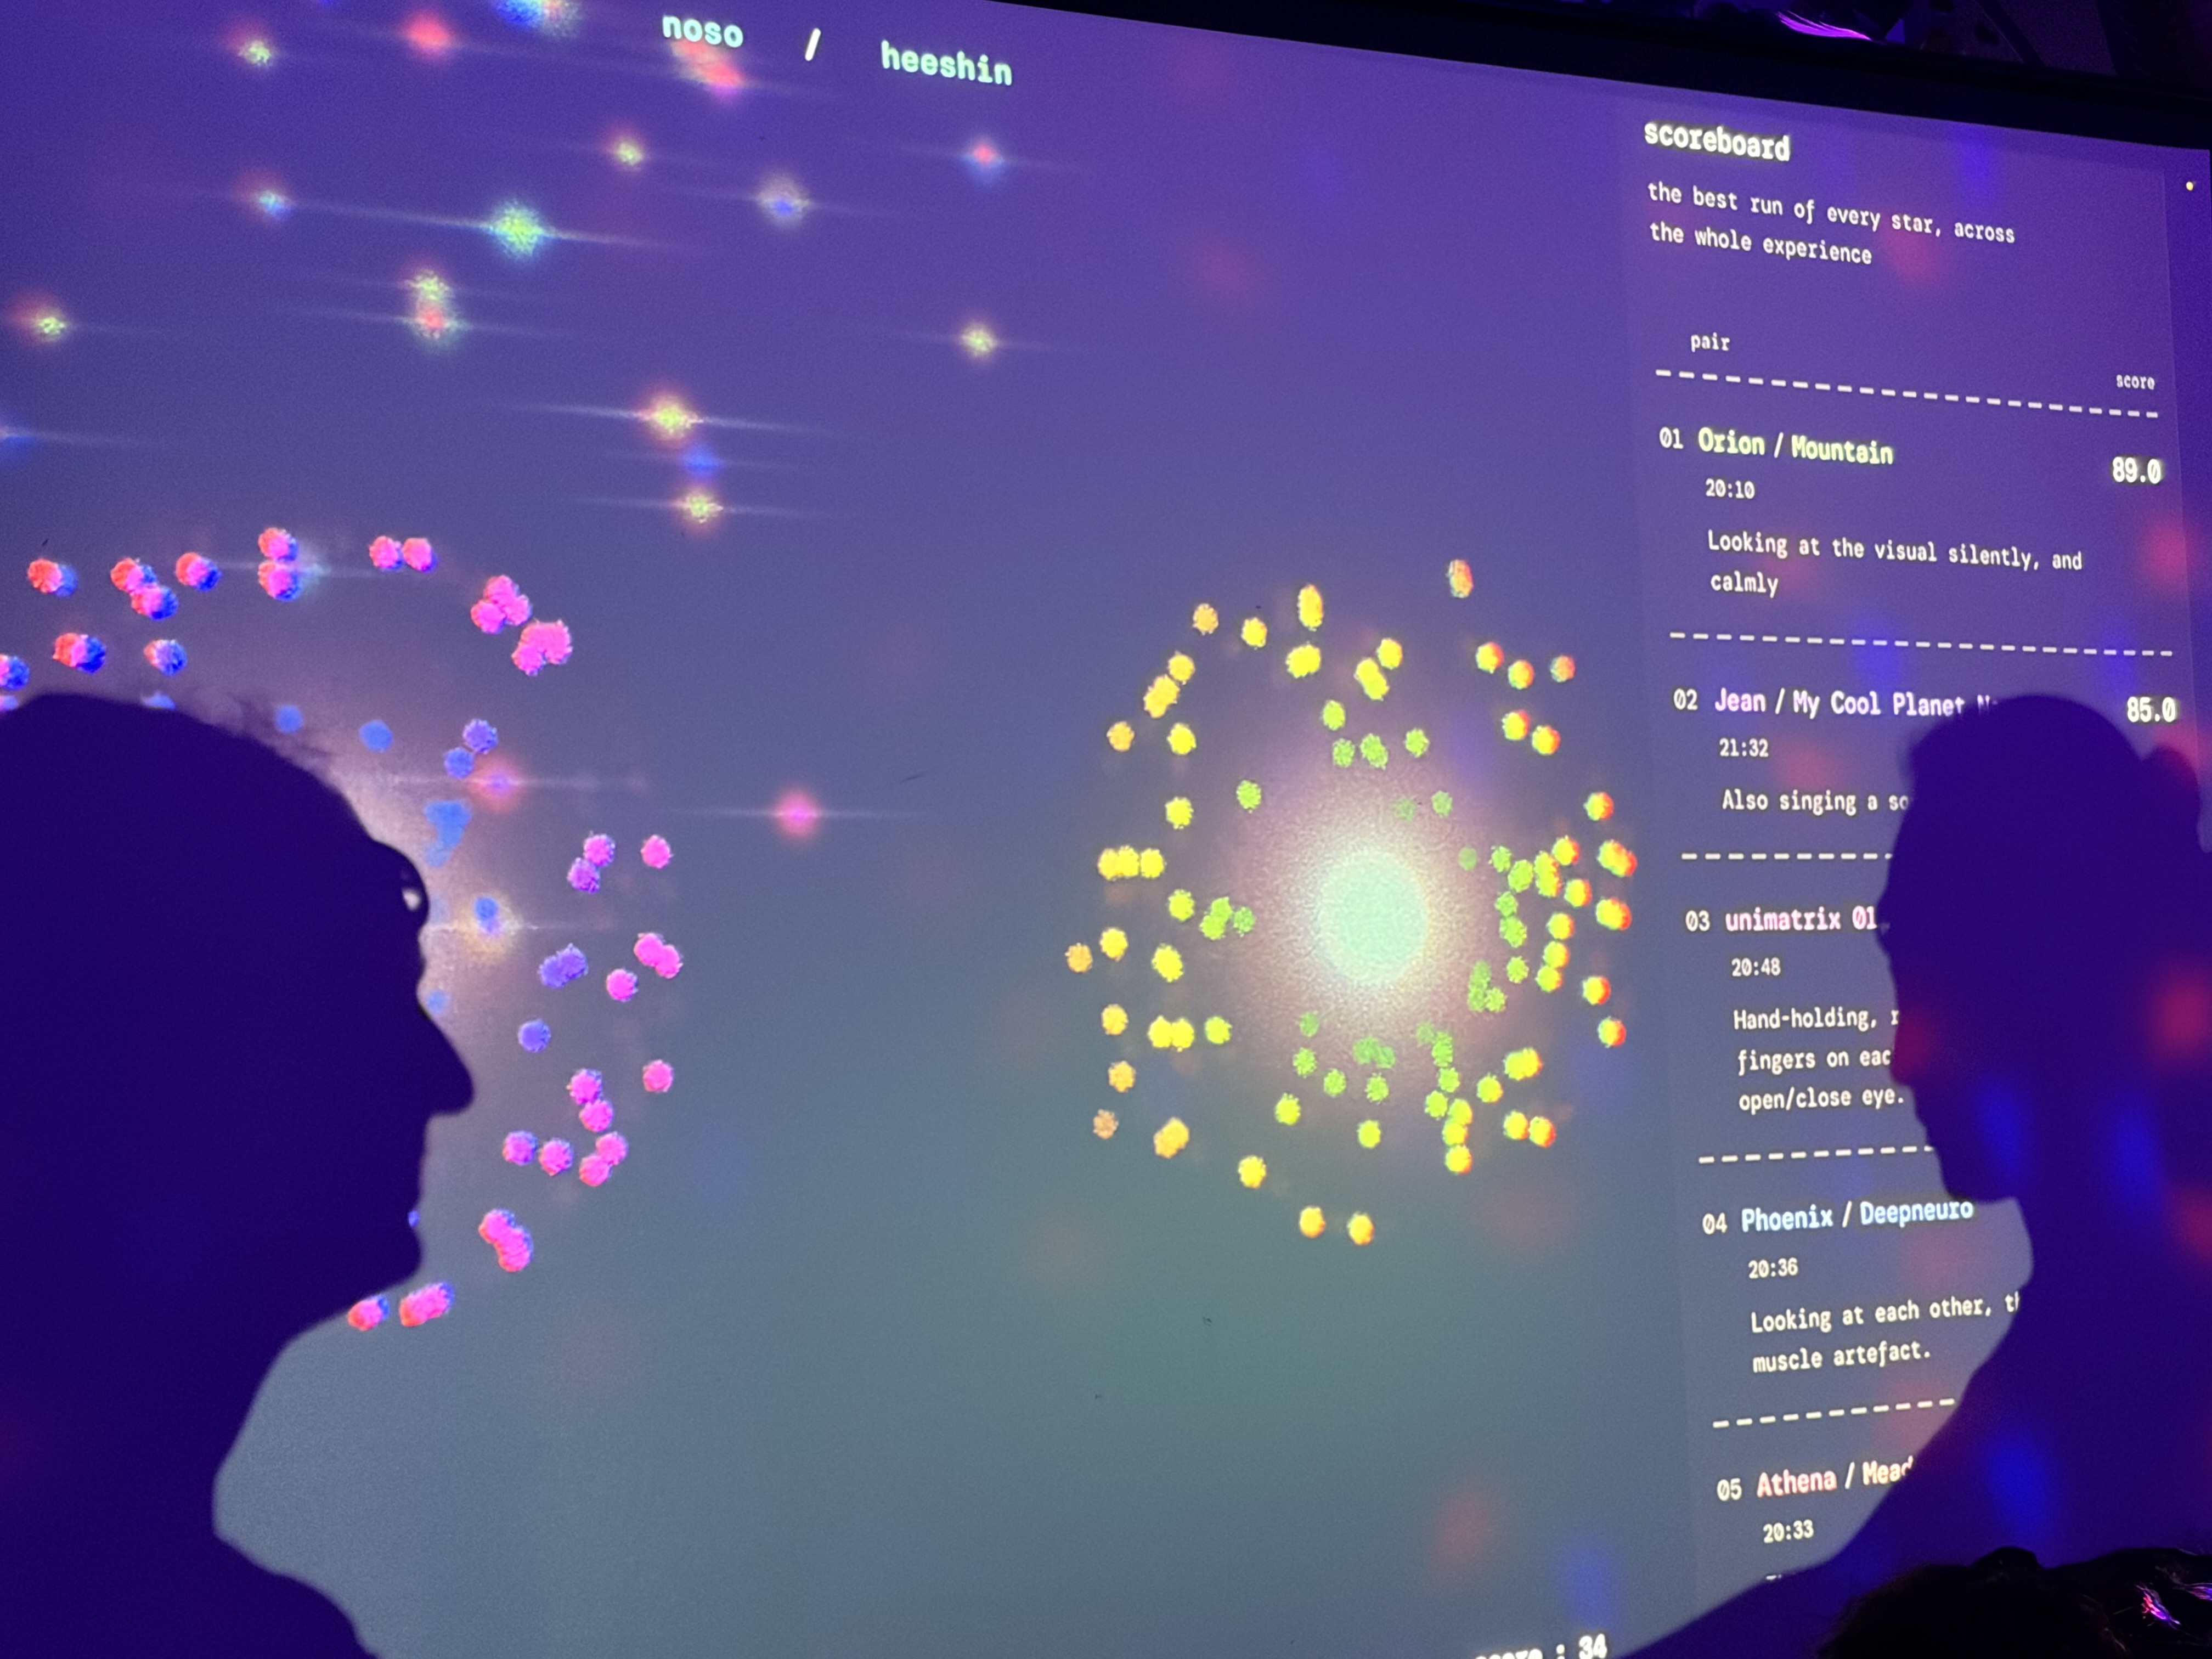 noso / heeshin
scoreboard
the best run of every star, across
the whole experience
pair
score
01 Orion / Mountain 89.0
20:10
Looking at the visual silently, and
calmly
02 Jean / My Cool Planet 85.0
21:32
Also singing a
03 unimatrix 01
20:48
Hand-holding,
fingers on
open/close eye.
04 Phoenix / Deepneuro
20:36
Looking at each other,
muscle artefact.
05 Athena /
20:33
: 34